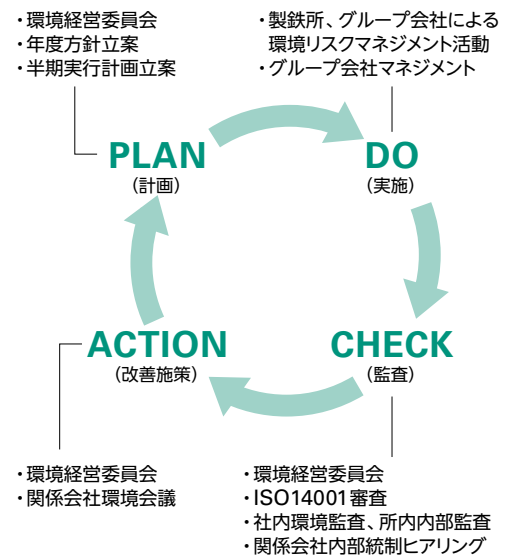 ・環境経営委員会
・年度方針立案
・半期実行計画立案
・製鉄所、グループ会社による
環境リスクマネジメント活動
・グループ会社マネジメント
PLAN
（計画）
DO
（実施）
ACTION
（改善施策）
CHECK
（監査）
・環境経営委員会
・関係会社環境会議
・環境経営委員会
・ISO14001審査
・社内環境監査、所内内部監査
・関係会社内部統制ヒアリング